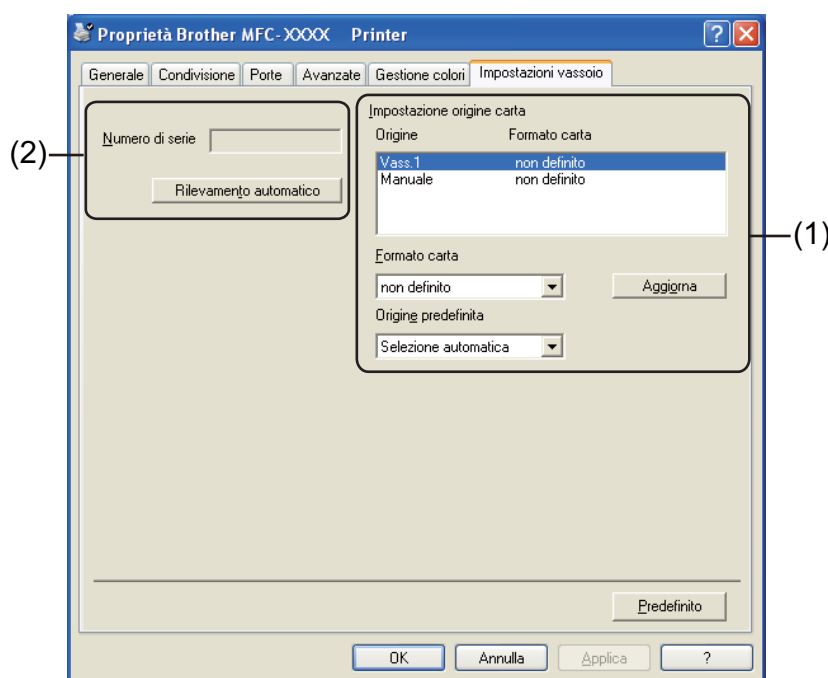 Proprietà Brother MFC-XXXX Printer
Generale Condivisione Porte Avanzate Gestione colori Impostazioni vassoio
(2)
Numero di serie
Rilevamento automatico
Impostazione origine carta
Origine Formato carta
Vass.1 non definito
Manuale non definito
(1)
Formato carta
non definito Aggiorna
Origine predefinita
Selezione automatica
Predefinito
OK Annulla Applica ?